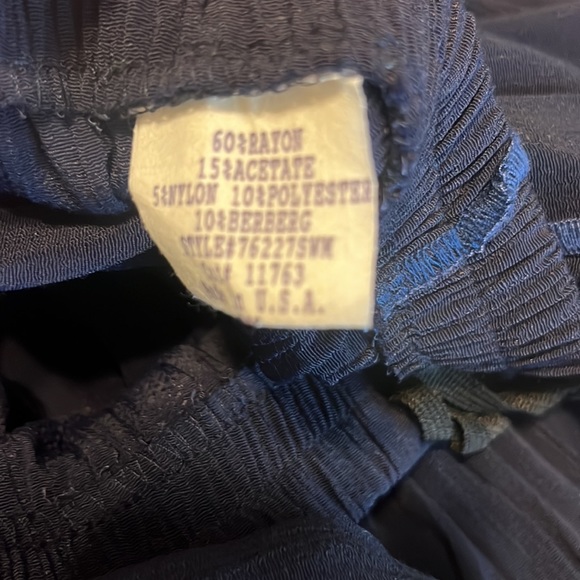 60%RAYON
15%ACETATE
5%NYLON 10%POLYESTER
10%BERBERG
STYLE#76227SWM
11763
U.S.A.